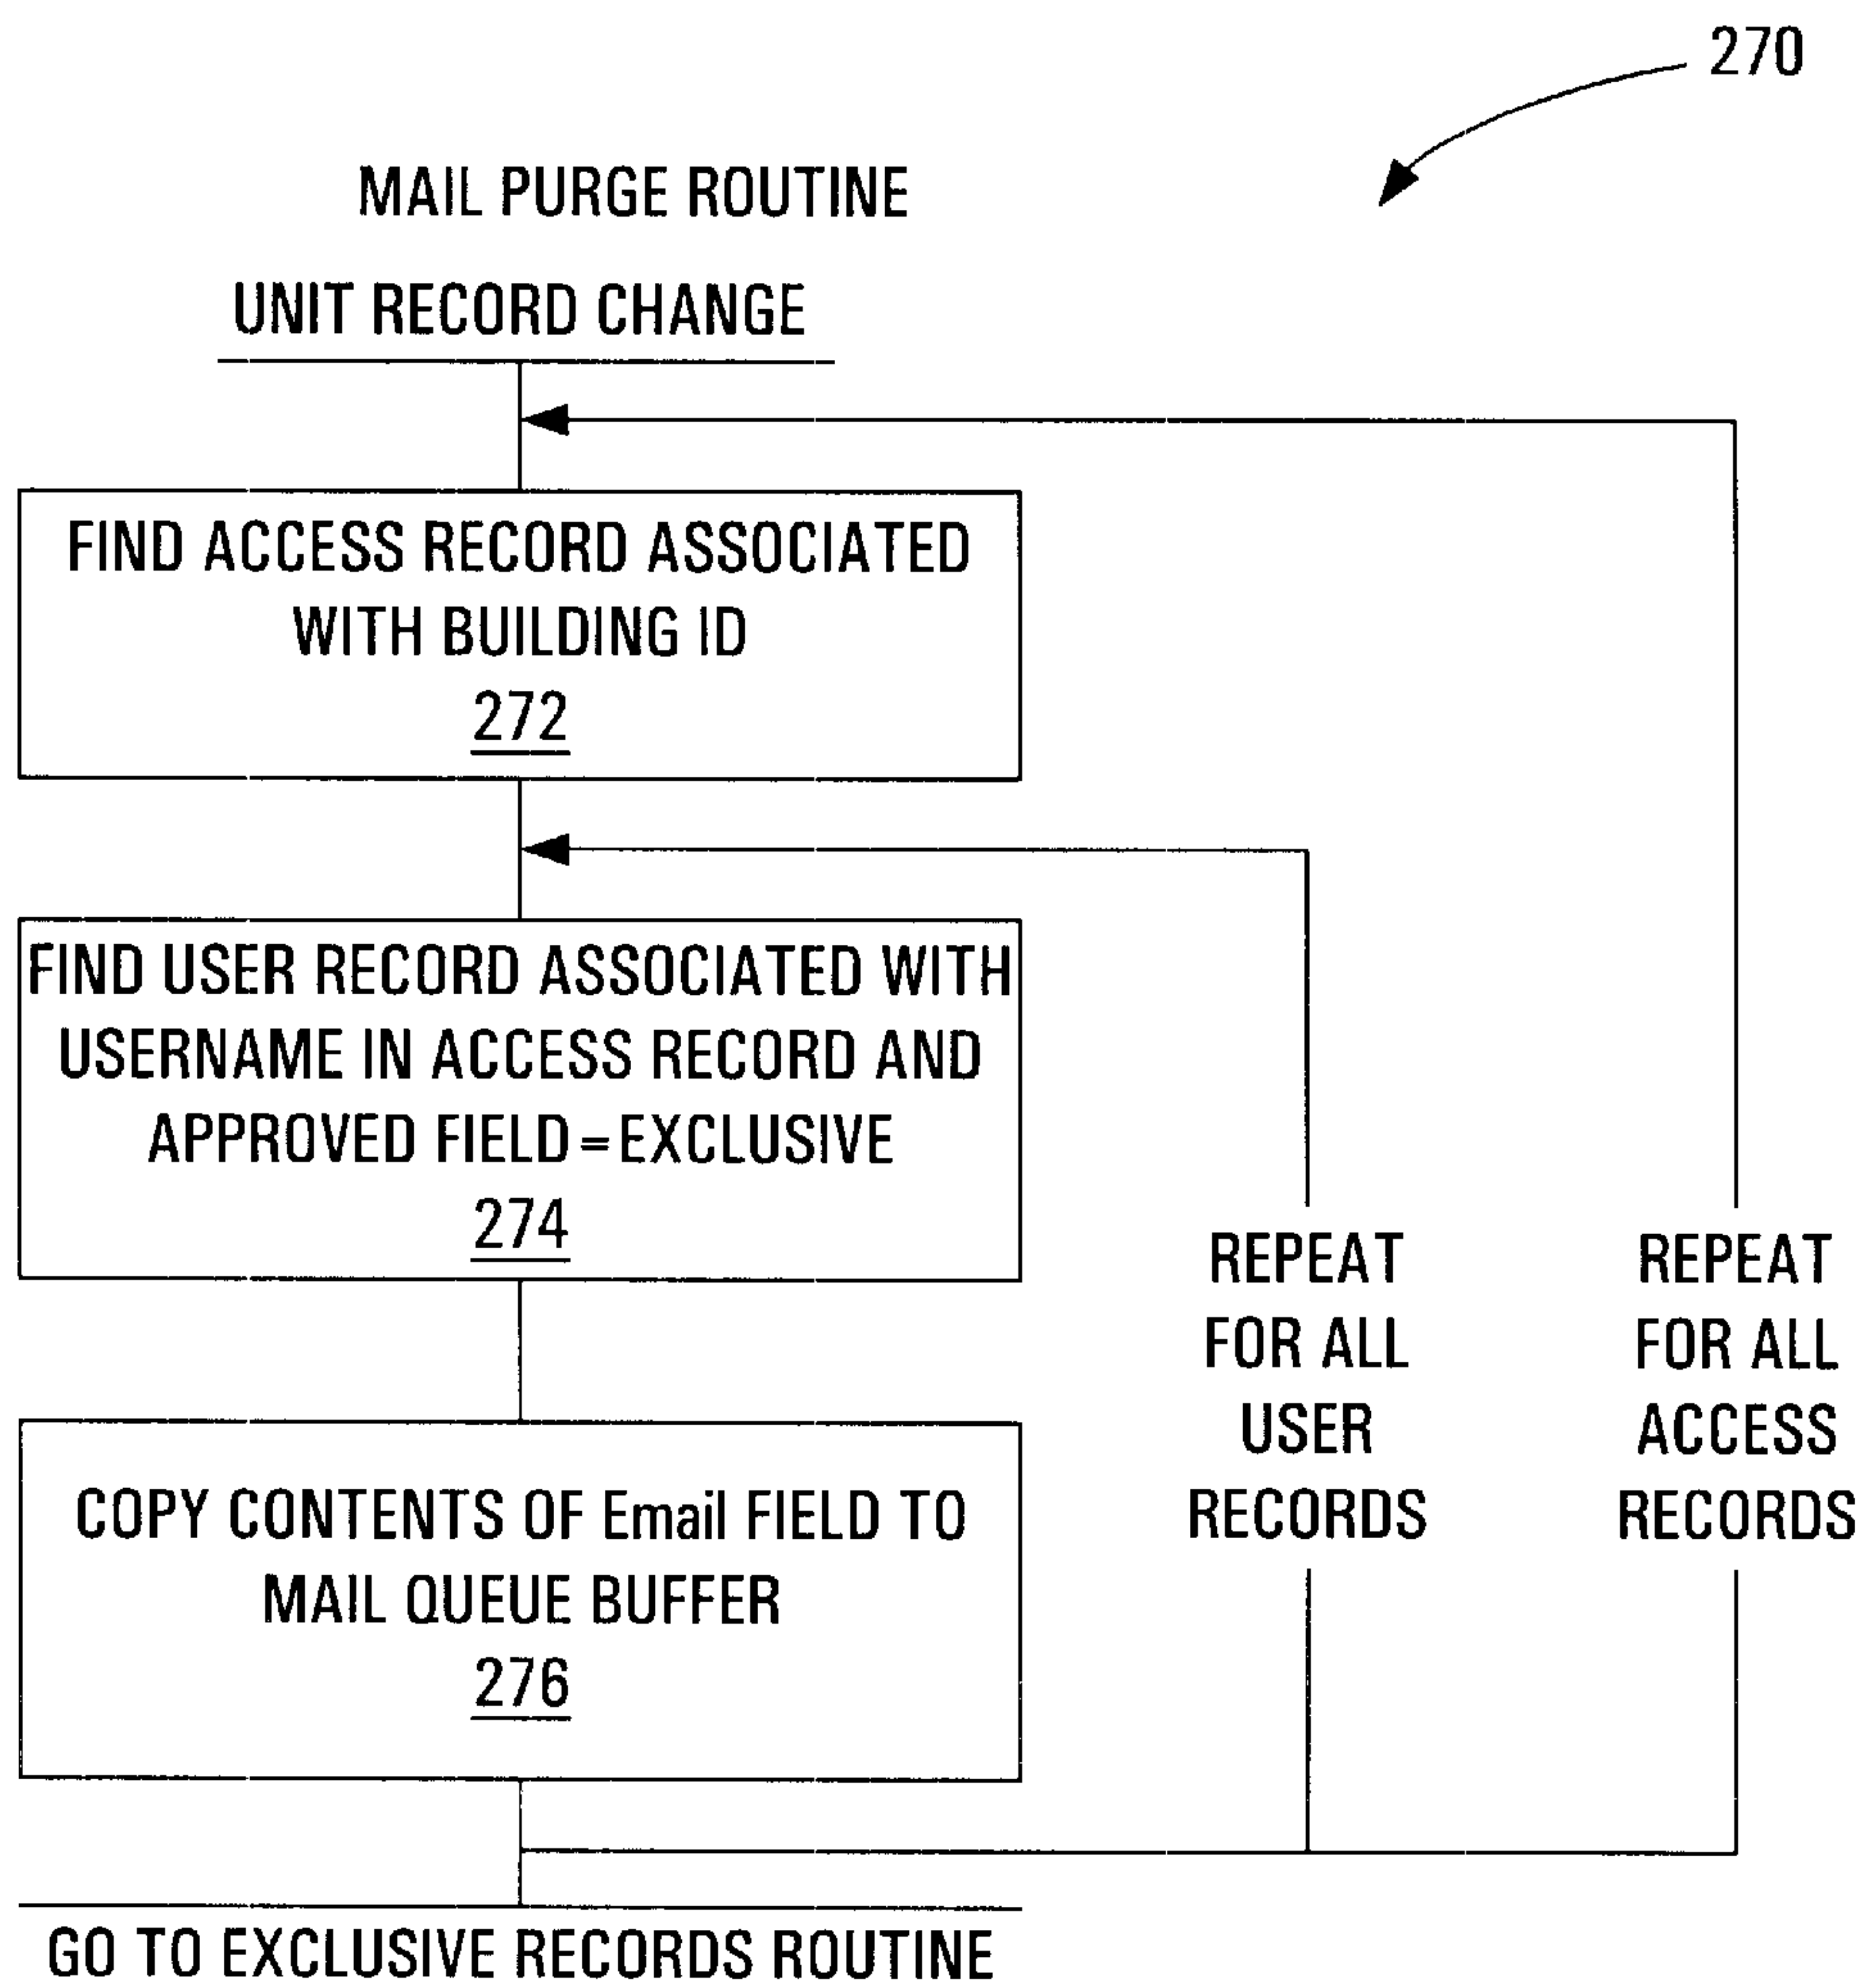 270
MAIL PURGE ROUTINE
UNIT RECORD CHANGE
FIND ACCESS RECORD ASSOCIATED
WITH BUILDING ID
272
FIND USER RECORD ASSOCIATED WITH
USERNAME IN ACCESS RECORD AND
APPROVED FIELD=EXCLUSIVE
274
COPY CONTENTS OF Email FIELD TO
MAIL QUEUE BUFFER
276
REPEAT
FOR ALL
USER
RECORDS
REPEAT
FOR ALL
ACCESS
RECORDS
GO TO EXCLUSIVE RECORDS ROUTINE